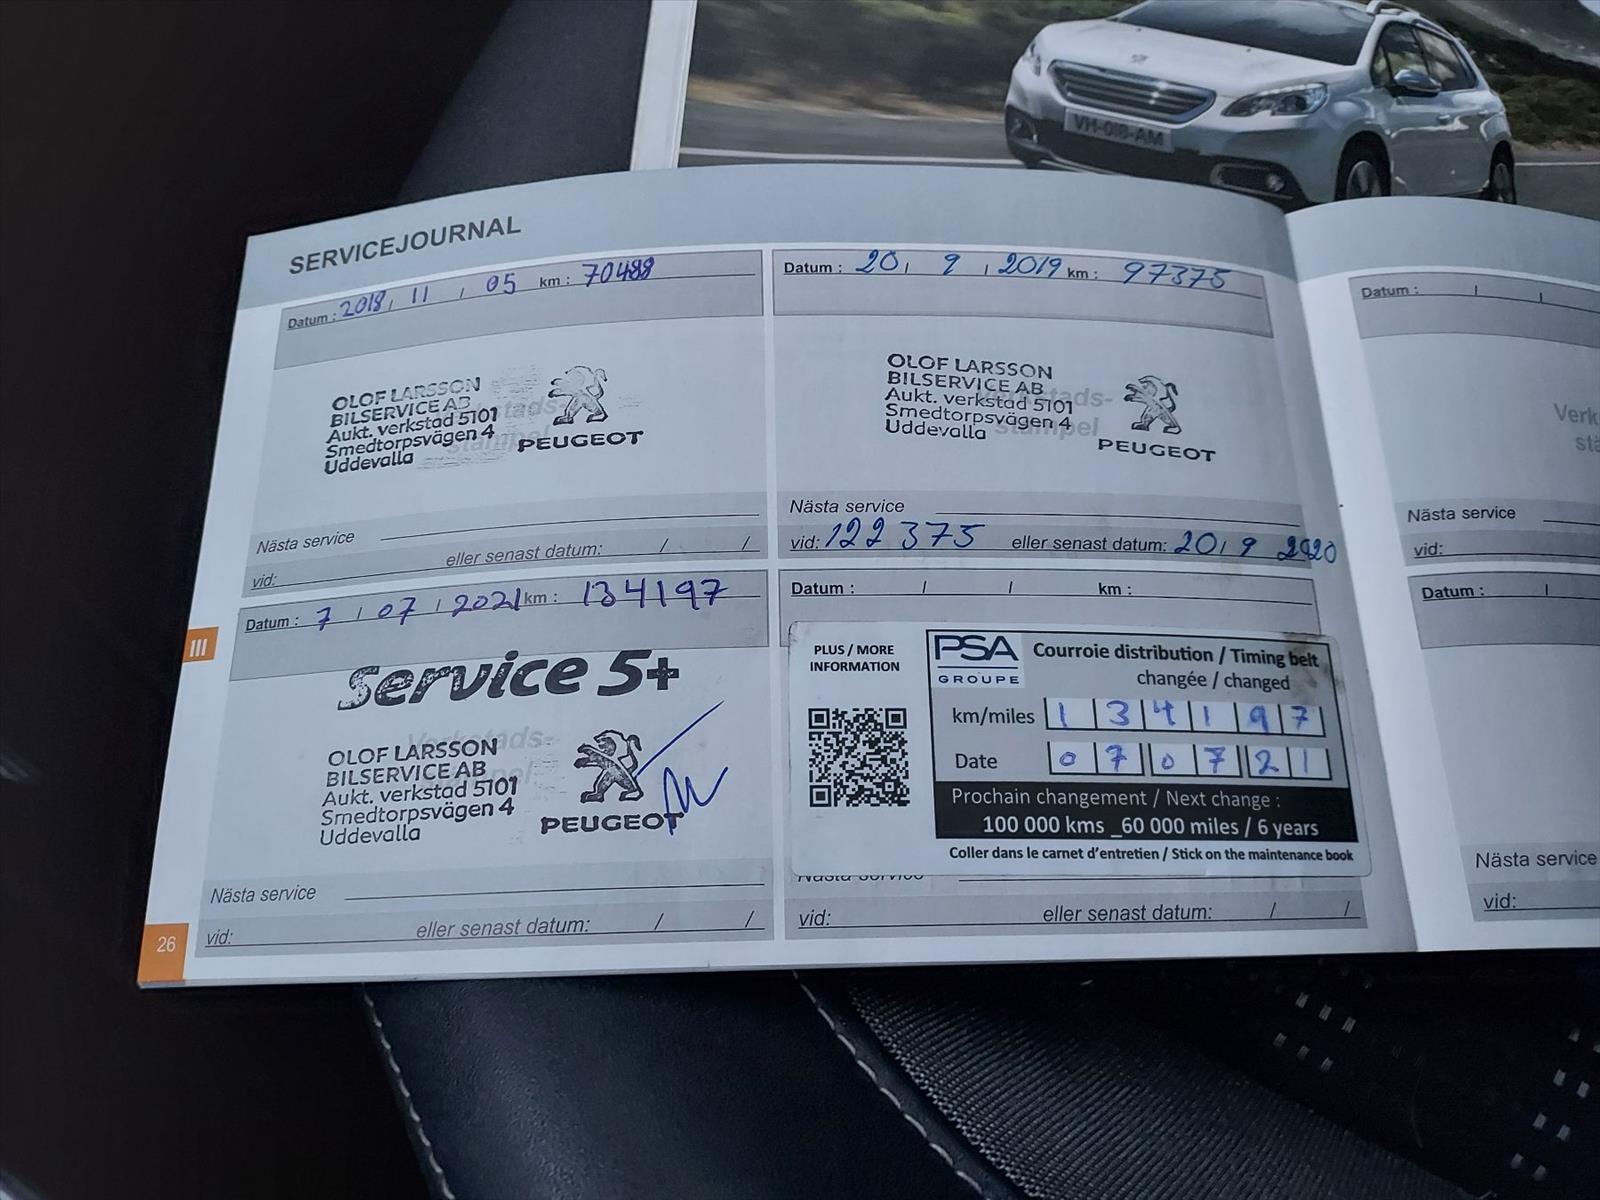 VH-018-AM
SERVICEJOURNAL
Datum : 2018 / 11 / 05 km : 70488
OLOF LARSSON
BILSERVICE AB
Aukt. verkstad 5101
Smedtorpsvägen 4
Uddevalla
PEUGEOT
Nästa service
vid: eller senast datum: / /
Datum : 20 / 9 / 2019 km : 97375
OLOF LARSSON
BILSERVICE AB
Aukt. verkstad 5101
Smedtorpsvägen 4
Uddevalla
Verkstads-
stämpel
PEUGEOT
Nästa service
vid: 122 375 eller senast datum: 20 / 9 2020
Datum : 7 / 07 / 2021 km : 134197
Service 5+
OLOF LARSSON
BILSERVICE AB
Aukt. verkstad 5101
Smedtorpsvägen 4
Uddevalla
Verkstads-
PEUGEOT
Nästa service
vid: eller senast datum: / /
Datum : / / km :
PLUS / MORE
INFORMATION
PSA
GROUPE
Courroie distribution / Timing belt
changée / changed
km/miles 1 3 4 1 9 7
Date 0 7 0 7 2 1
Prochain changement / Next change :
100 000 kms _60 000 miles / 6 years
Coller dans le carnet d'entretien / Stick on the maintenance book
Nästa service
vid: eller senast datum: / /
III
26
Datum : / /
Verk
stä
Nästa service
vid:
Datum : /
Nästa service
vid: